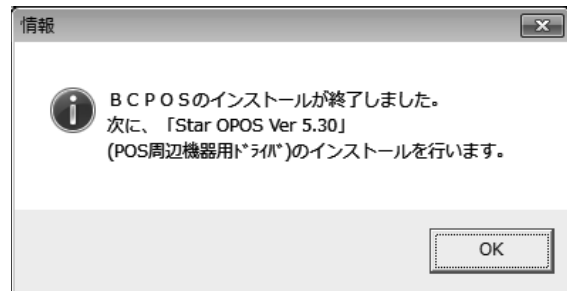 情報
ＢＣＰＯＳのインストールが終了しました。
次に、「Star OPOS Ver 5.30」
(POS周辺機器用ﾄﾞﾗｲﾊﾞ)のインストールを行います。
OK